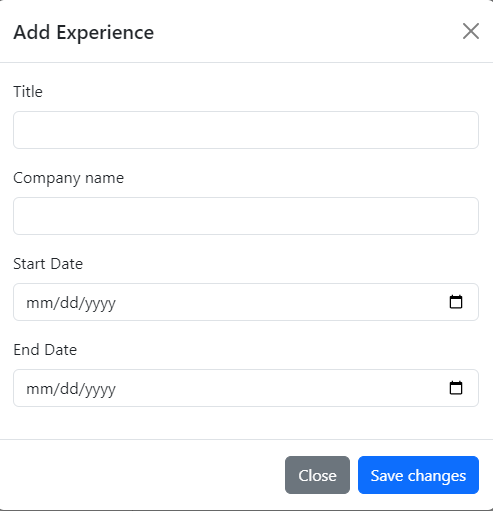 Add Experience
Title
Company name
Start Date
mm/dd/yyyy
End Date
mm/dd/yyyy
Close Save changes